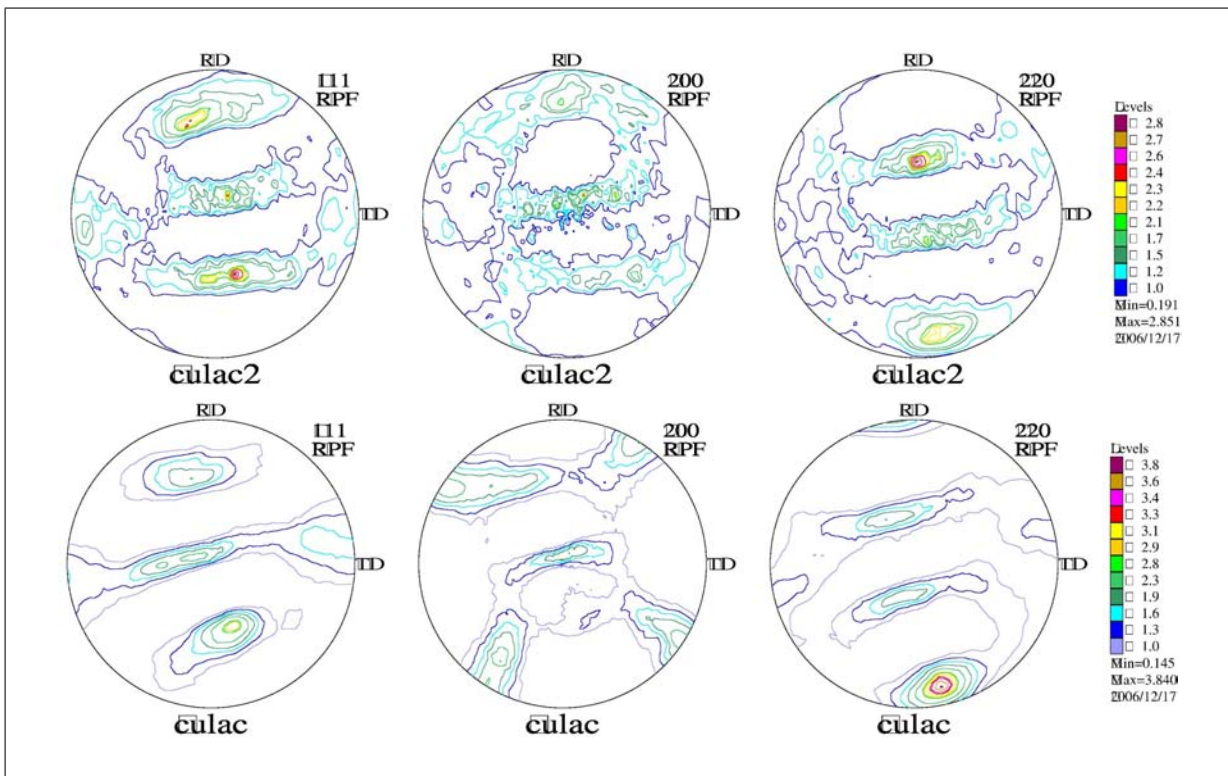 RD
111
RPF
TD
culac2
RD
200
RPF
TD
culac2
RD
220
RPF
TD
culac2
Levels
2.8
2.7
2.6
2.4
2.3
2.2
2.1
1.7
1.5
1.2
1.0
Min=0.191
Max=2.851
2006/12/17
RD
111
RPF
TD
culac
RD
200
RPF
TD
culac
RD
220
RPF
TD
culac
Levels
3.8
3.6
3.4
3.3
3.1
2.9
2.8
2.3
1.9
1.6
1.3
1.0
Min=0.145
Max=3.840
2006/12/17